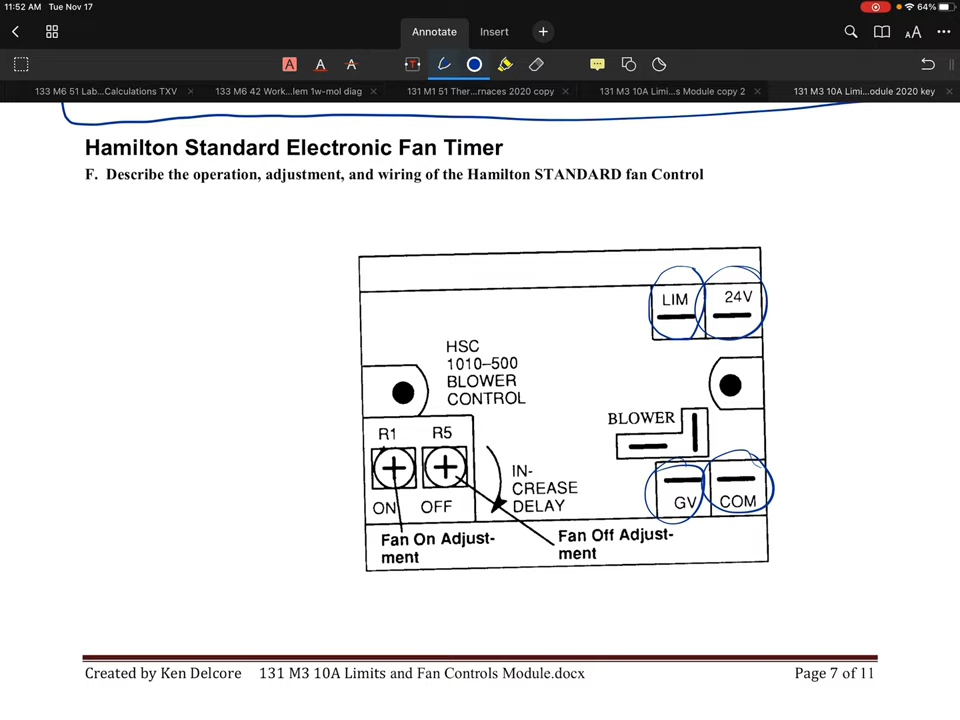 11:52 AM Tue Nov 17
64%
Annotate
Insert
133 M6 51 Lab...Calculations TXV
133 M6 42 Work...lem 1w-mol diag
131 M1 51 Ther...rnaces 2020 copy
131 M3 10A Limi...s Module copy 2
131 M3 10A Limi...odule 2020 key
Hamilton Standard Electronic Fan Timer
F. Describe the operation, adjustment, and wiring of the Hamilton STANDARD fan Control
LIM
24V
HSC
1010–500
BLOWER
CONTROL
BLOWER
R1
R5
IN-
CREASE
DELAY
ON
OFF
GV
COM
Fan On Adjust-
ment
Fan Off Adjust-
ment
Created by Ken Delcore 131 M3 10A Limits and Fan Controls Module.docx Page 7 of 11